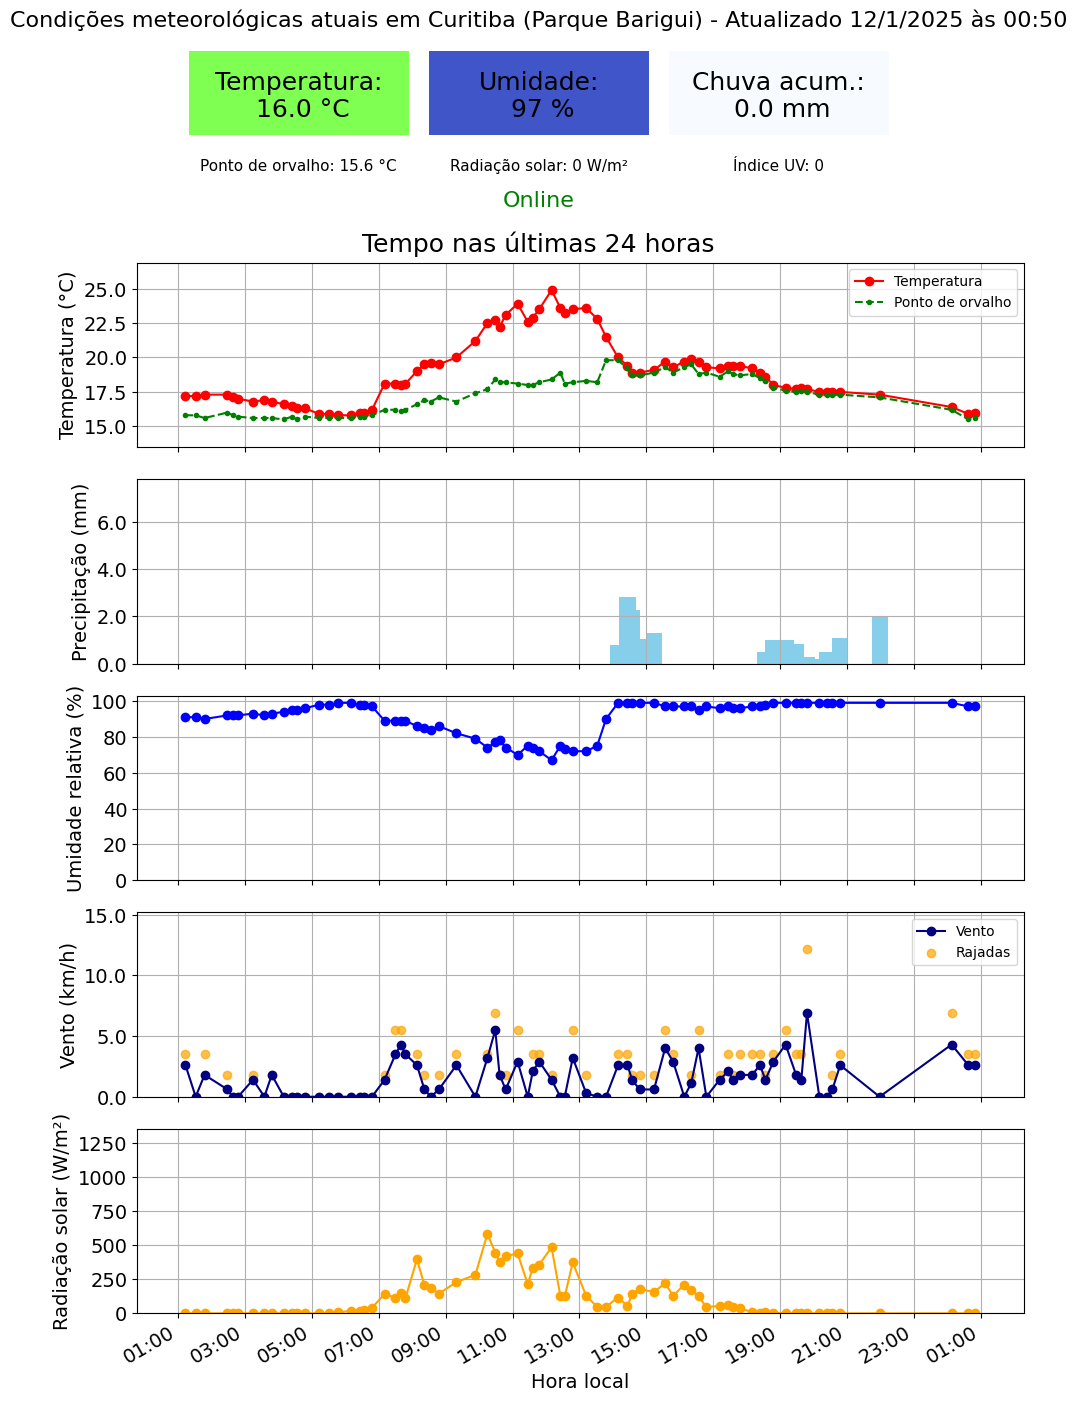 Condições meteorológicas atuais em Curitiba (Parque Barigui) - Atualizado 12/1/2025 às 00:50
Temperatura:
16.0 °C
Umidade:
97 %
Chuva acum.:
0.0 mm
Ponto de orvalho: 15.6 °C
Radiação solar: 0 W/m²
Índice UV: 0
Online
Tempo nas últimas 24 horas
Temperatura (°C)
25.0
22.5
20.0
17.5
15.0
Temperatura
Ponto de orvalho
Precipitação (mm)
6.0
4.0
2.0
0.0
Umidade relativa (%)
100
80
60
40
20
0
Vento (km/h)
15.0
10.0
5.0
0.0
Vento
Rajadas
Radiação solar (W/m²)
1250
1000
750
500
250
0
01:00
03:00
05:00
07:00
09:00
11:00
13:00
15:00
17:00
19:00
21:00
23:00
01:00
Hora local